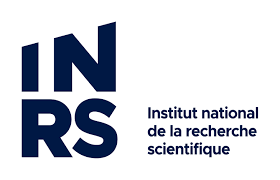 IN
RS
Institut national
de la recherche
scientifique